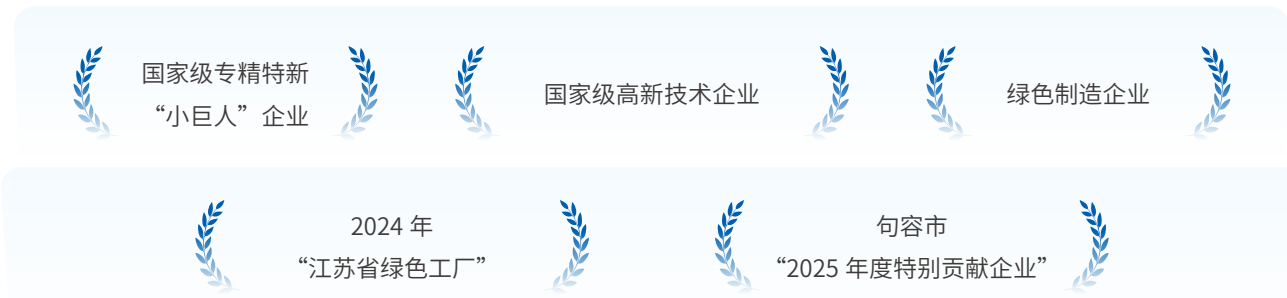 国家级专精特新
“小巨人”企业
国家级高新技术企业
绿色制造企业
2024 年
“江苏省绿色工厂”
句容市
“2025 年度特别贡献企业”